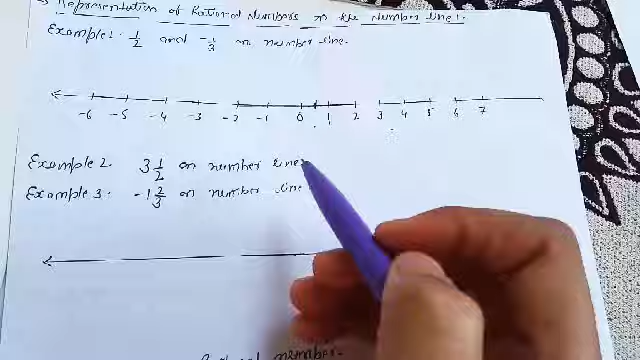 Representation of Rational Numbers on the Number line:
Example 1: 1/2 and -1/3 on number line.
-6 -5 -4 -3 -2 -1 0 1 2 3 4 5 6 7
Example 2: 3 1/2 on number line
Example 3: -1 2/3 on number line